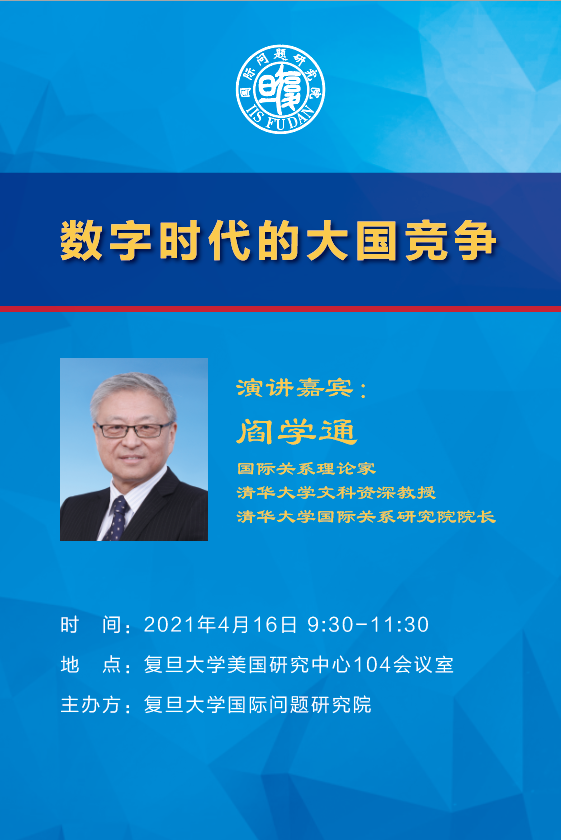 国际问题研究院
IIS FUDAN
数字时代的大国竞争
演讲嘉宾：
阎学通
国际关系理论家
清华大学文科资深教授
清华大学国际关系研究院院长
时　间：2021年4月16日 9:30-11:30
地　点：复旦大学美国研究中心104会议室
主办方：复旦大学国际问题研究院